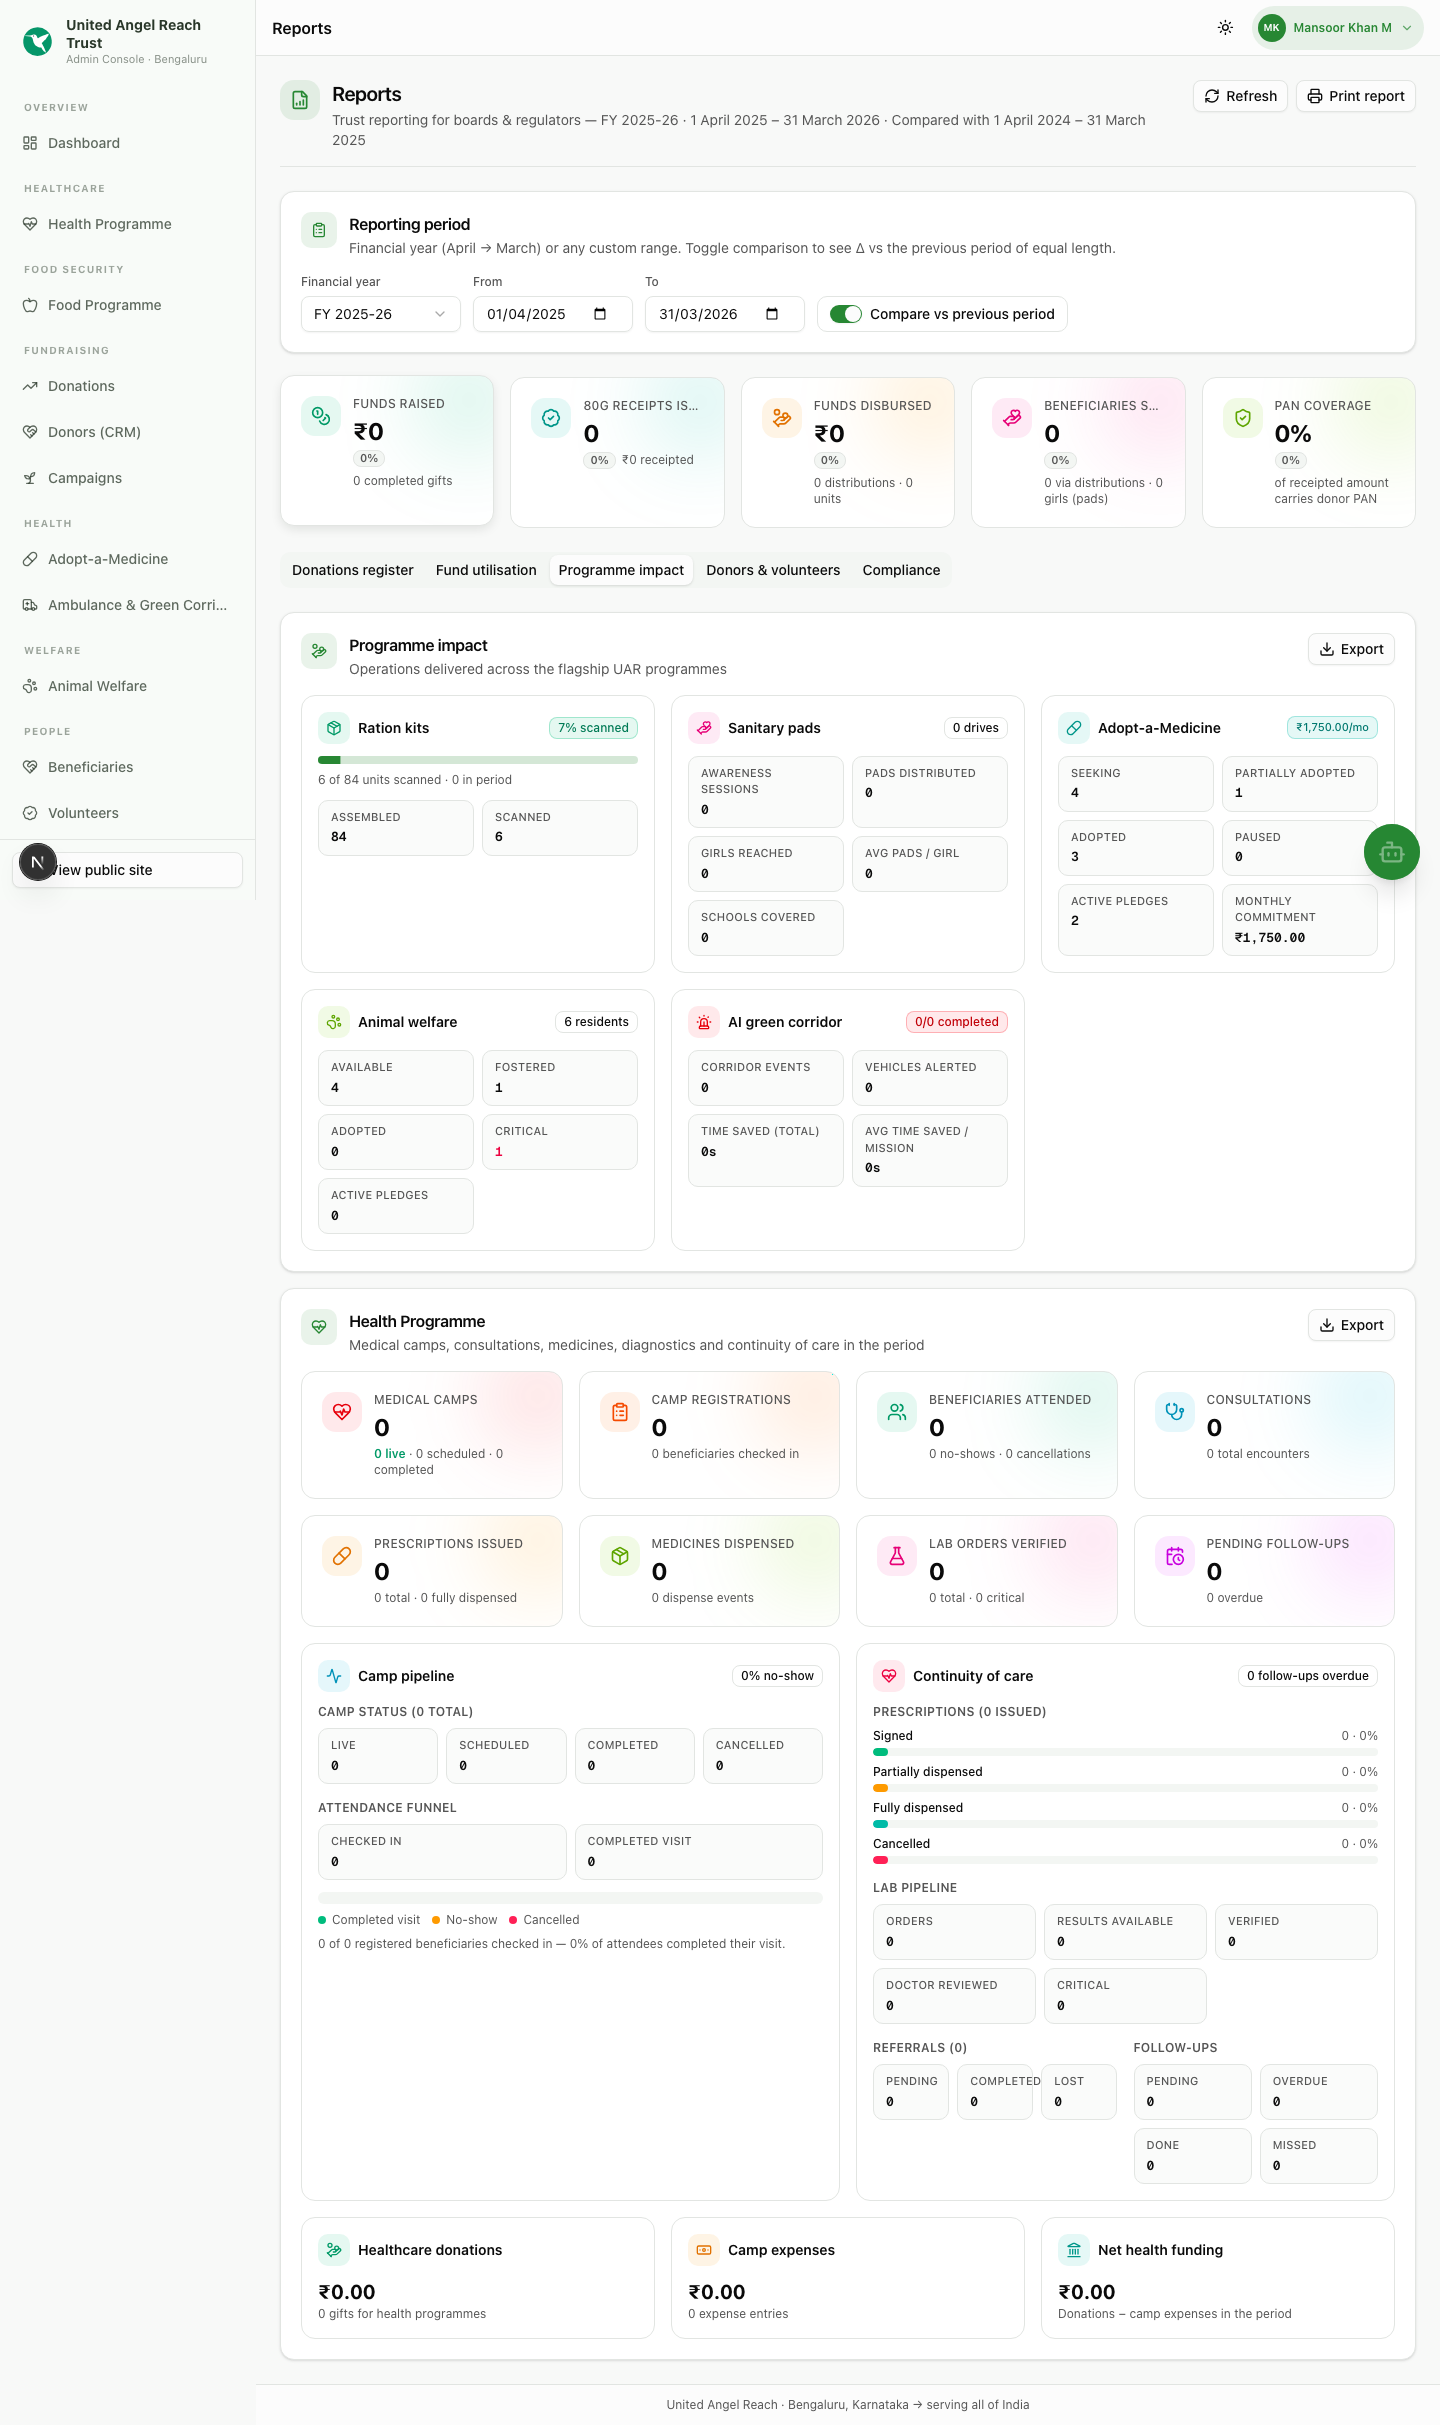 United Angel Reach
Trust
Admin Console · Bengaluru
OVERVIEW
Dashboard
HEALTHCARE
Health Programme
FOOD SECURITY
Food Programme
FUNDRAISING
Donations
Donors (CRM)
Campaigns
HEALTH
Adopt-a-Medicine
Ambulance & Green Corri...
WELFARE
Animal Welfare
PEOPLE
Beneficiaries
Volunteers
N
View public site
Reports
MK Mansoor Khan M
Reports
Trust reporting for boards & regulators — FY 2025-26 · 1 April 2025 – 31 March 2026 · Compared with 1 April 2024 – 31 March
2025
Refresh
Print report
Reporting period
Financial year (April → March) or any custom range. Toggle comparison to see Δ vs the previous period of equal length.
Financial year From To
FY 2025-26 01/04/2025 31/03/2026 Compare vs previous period
FUNDS RAISED
₹0
0%
0 completed gifts
80G RECEIPTS IS...
0
0% ₹0 receipted
FUNDS DISBURSED
₹0
0%
0 distributions · 0
units
BENEFICIARIES S...
0
0%
0 via distributions · 0
girls (pads)
PAN COVERAGE
0%
0%
of receipted amount
carries donor PAN
Donations register Fund utilisation Programme impact Donors & volunteers Compliance
Programme impact
Operations delivered across the flagship UAR programmes
Export
Ration kits
7% scanned
6 of 84 units scanned · 0 in period
ASSEMBLED
84
SCANNED
6
Sanitary pads
0 drives
AWARENESS
SESSIONS
0
PADS DISTRIBUTED
0
GIRLS REACHED
0
AVG PADS / GIRL
0
SCHOOLS COVERED
0
Adopt-a-Medicine
₹1,750.00/mo
SEEKING
4
PARTIALLY ADOPTED
1
ADOPTED
3
PAUSED
0
ACTIVE PLEDGES
2
MONTHLY
COMMITMENT
₹1,750.00
Animal welfare
6 residents
AVAILABLE
4
FOSTERED
1
ADOPTED
0
CRITICAL
1
ACTIVE PLEDGES
0
AI green corridor
0/0 completed
CORRIDOR EVENTS
0
VEHICLES ALERTED
0
TIME SAVED (TOTAL)
0s
AVG TIME SAVED /
MISSION
0s
Health Programme
Medical camps, consultations, medicines, diagnostics and continuity of care in the period
Export
MEDICAL CAMPS
0
0 live · 0 scheduled · 0
completed
CAMP REGISTRATIONS
0
0 beneficiaries checked in
BENEFICIARIES ATTENDED
0
0 no-shows · 0 cancellations
CONSULTATIONS
0
0 total encounters
PRESCRIPTIONS ISSUED
0
0 total · 0 fully dispensed
MEDICINES DISPENSED
0
0 dispense events
LAB ORDERS VERIFIED
0
0 total · 0 critical
PENDING FOLLOW-UPS
0
0 overdue
Camp pipeline
0% no-show
CAMP STATUS (0 TOTAL)
LIVE
0
SCHEDULED
0
COMPLETED
0
CANCELLED
0
ATTENDANCE FUNNEL
CHECKED IN
0
COMPLETED VISIT
0
Completed visit No-show Cancelled
0 of 0 registered beneficiaries checked in — 0% of attendees completed their visit.
Continuity of care
0 follow-ups overdue
PRESCRIPTIONS (0 ISSUED)
Signed 0 · 0%
Partially dispensed 0 · 0%
Fully dispensed 0 · 0%
Cancelled 0 · 0%
LAB PIPELINE
ORDERS
0
RESULTS AVAILABLE
0
VERIFIED
0
DOCTOR REVIEWED
0
CRITICAL
0
REFERRALS (0)
PENDING
0
COMPLETED
0
LOST
0
FOLLOW-UPS
PENDING
0
OVERDUE
0
DONE
0
MISSED
0
Healthcare donations
₹0.00
0 gifts for health programmes
Camp expenses
₹0.00
0 expense entries
Net health funding
₹0.00
Donations – camp expenses in the period
United Angel Reach · Bengaluru, Karnataka → serving all of India